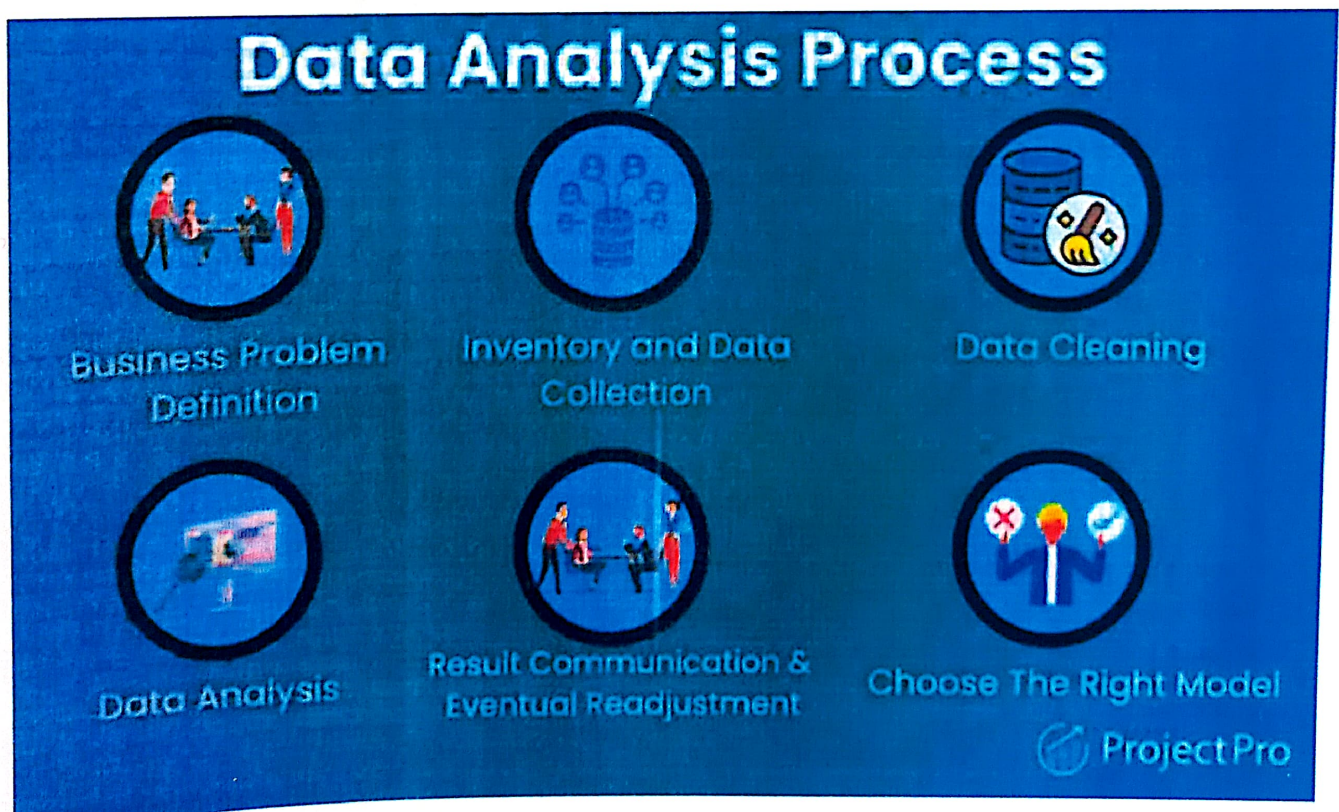 Data Analysis Process
Business Problem
Definition
Inventory and Data
Collection
Data Cleaning
Data Analysis
Result Communication &
Eventual Readjustment
Choose The Right Model
ProjectPro